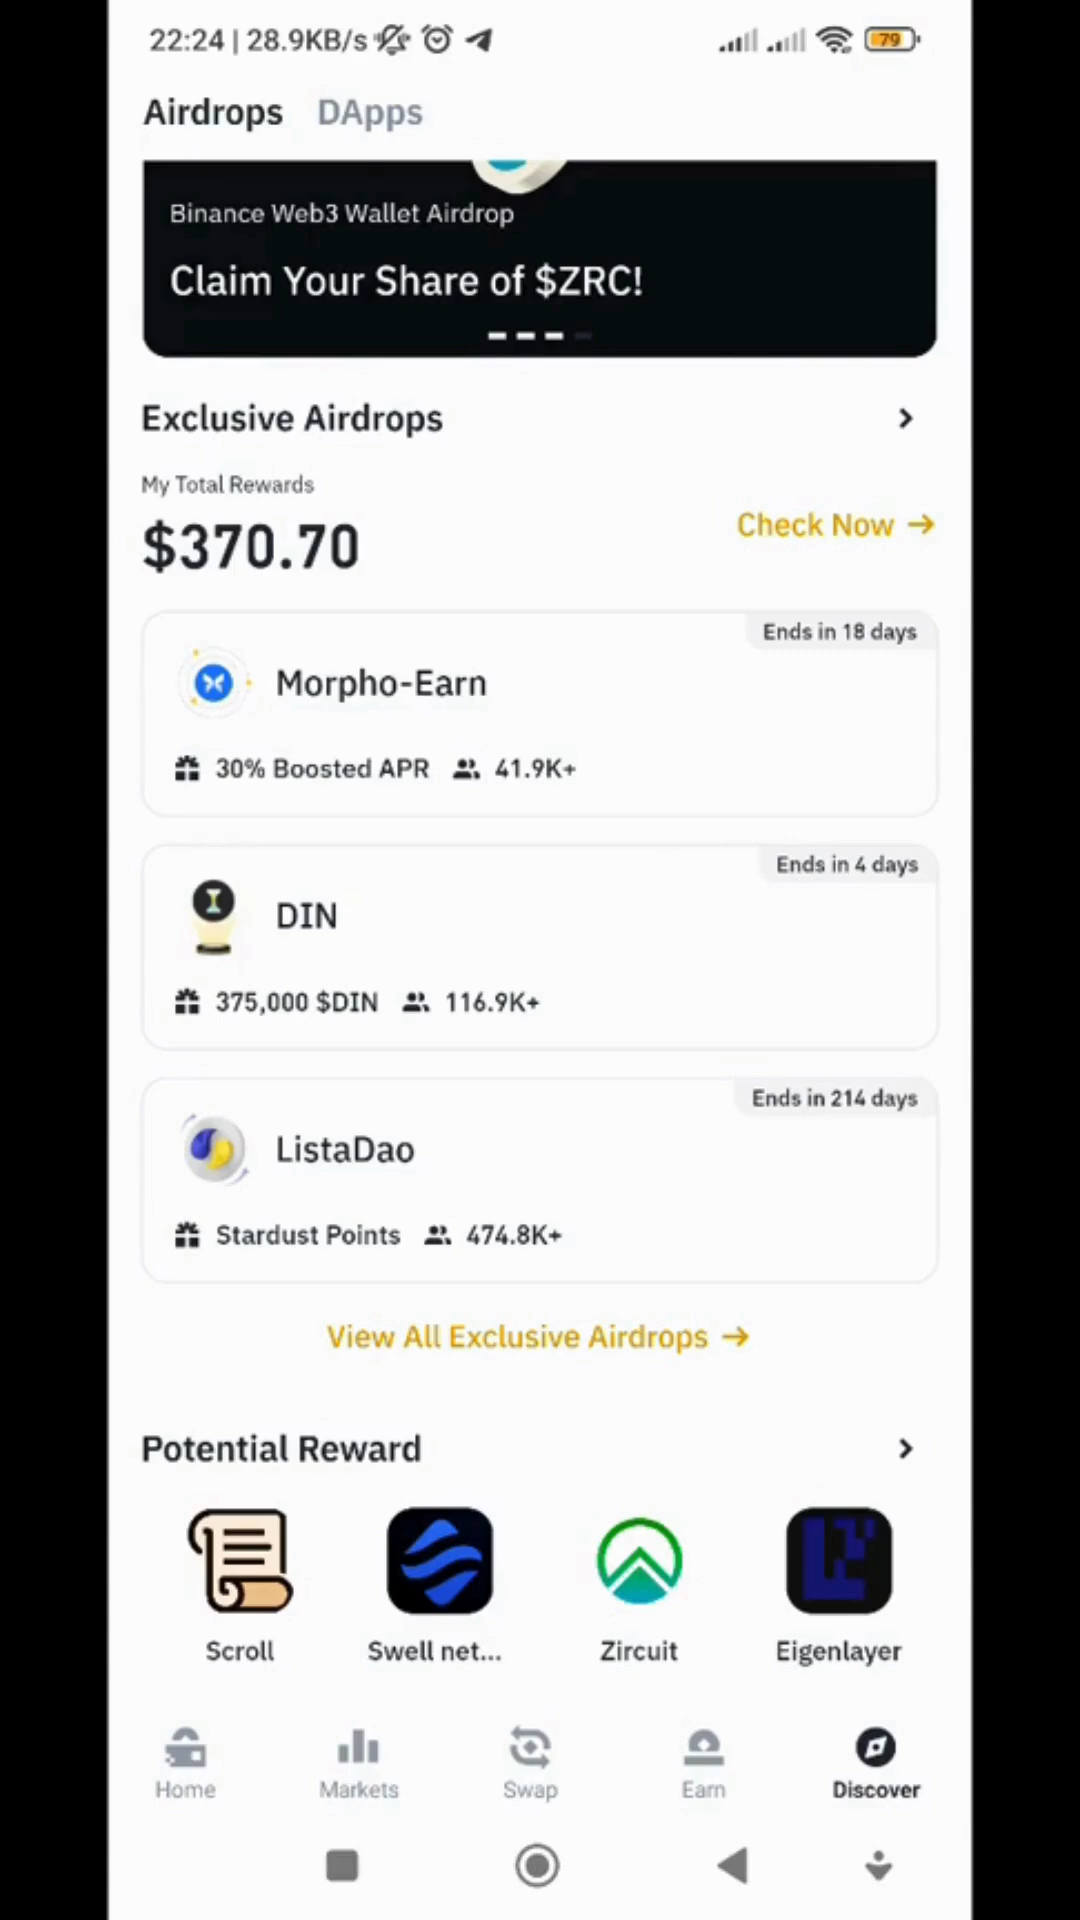 22:24 | 28.9KB/s
79
Airdrops DApps
Binance Web3 Wallet Airdrop
Claim Your Share of $ZRC!
Exclusive Airdrops
My Total Rewards
$370.70
Check Now →
Ends in 18 days
Morpho-Earn
30% Boosted APR 41.9K+
Ends in 4 days
DIN
375,000 $DIN 116.9K+
Ends in 214 days
ListaDao
Stardust Points 474.8K+
View All Exclusive Airdrops →
Potential Reward
Scroll Swell net... Zircuit Eigenlayer
Home Markets Swap Earn Discover